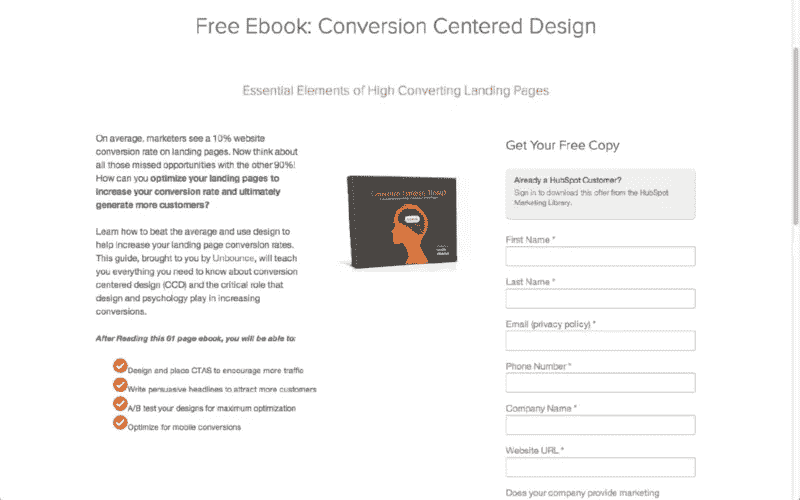 Free Ebook: Conversion Centered Design
Essential Elements of High Converting Landing Pages
On average, marketers see a 10% website
conversion rate on landing pages. Now think about
all those missed opportunities with the other 90%!
How can you optimize your landing pages to
increase your conversion rate and ultimately
generate more customers?
Learn how to beat the average and use design to
help increase your landing page conversion rates.
This guide, brought to you by Unbounce, will teach
you everything you need to know about conversion
centered design (CCD) and the critical role that
design and psychology play in increasing
conversions.
After Reading this 61 page ebook, you will be able to:
Design and place CTAS to encourage more traffic
Write persuasive headlines to attract more customers
A/B test your designs for maximum optimization
Optimize for mobile conversions
Conversion Centered Design
Get Your Free Copy
Already a HubSpot Customer?
Sign in to download this offer from the HubSpot
Marketing Library.
First Name *
Last Name *
Email (privacy policy) *
Phone Number *
Company Name *
Website URL *
Does your company provide marketing